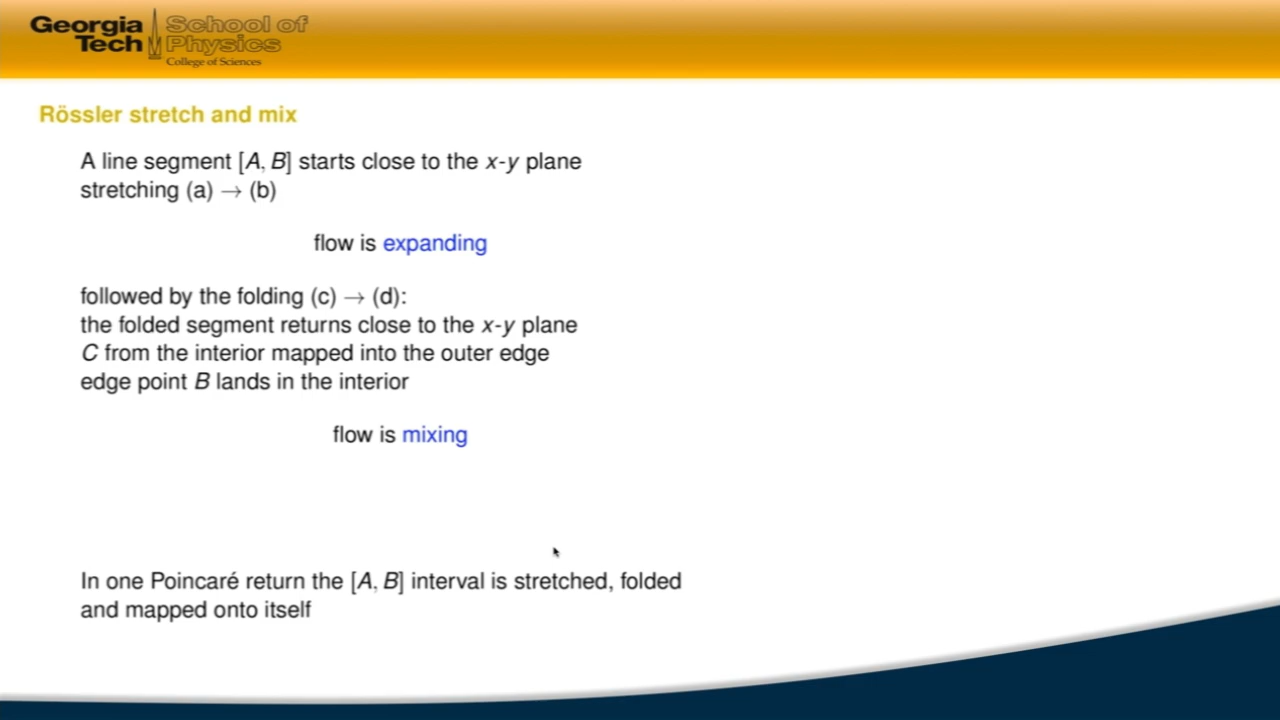 Georgia Tech
School of Physics
College of Sciences
Rössler stretch and mix
A line segment [A, B] starts close to the x-y plane
stretching (a) → (b)
flow is expanding
followed by the folding (c) → (d):
the folded segment returns close to the x-y plane
C from the interior mapped into the outer edge
edge point B lands in the interior
flow is mixing
In one Poincaré return the [A, B] interval is stretched, folded
and mapped onto itself